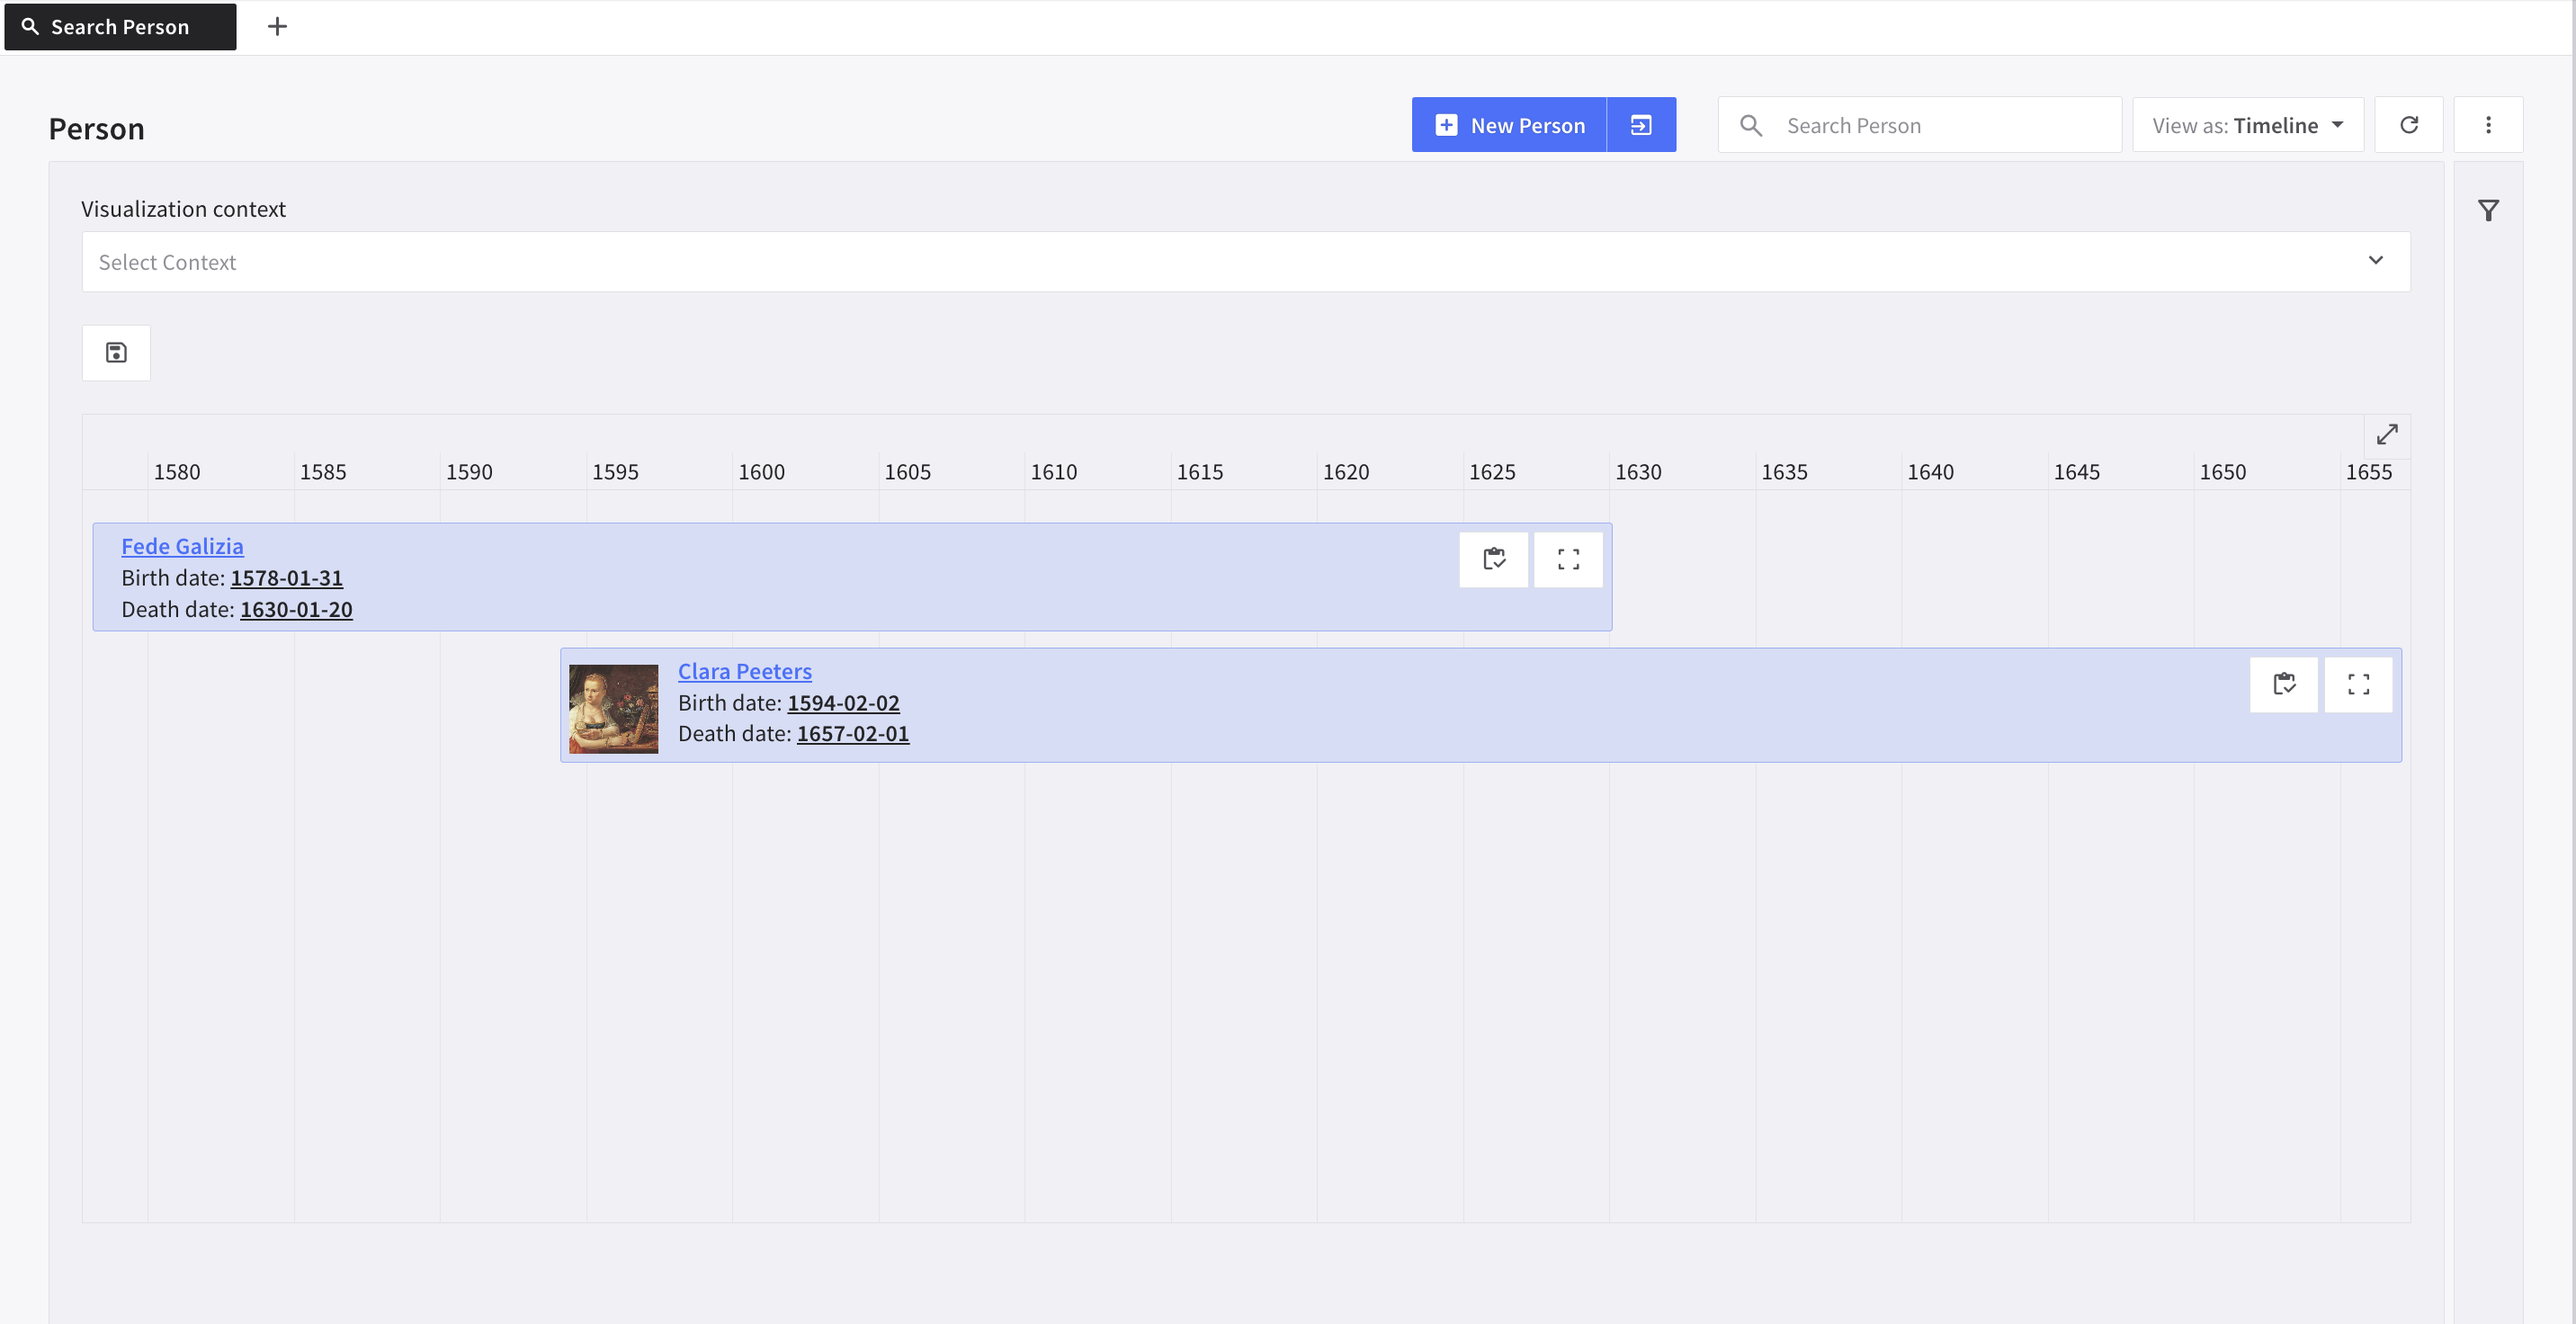 Search Person
Person
New Person
Search Person
View as: Timeline
Visualization context
Select Context
1580 1585 1590 1595 1600 1605 1610 1615 1620 1625 1630 1635 1640 1645 1650 1655
Fede Galizia
Birth date: 1578-01-31
Death date: 1630-01-20
Clara Peeters
Birth date: 1594-02-02
Death date: 1657-02-01